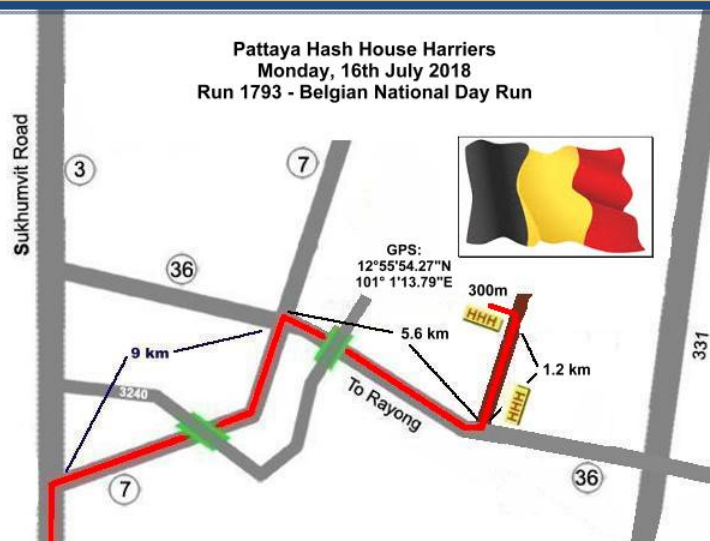 Pattaya Hash House Harriers
Monday, 16th July 2018
Run 1793 - Belgian National Day Run
Sukhumvit Road
3
7
36
GPS:
12°55'54.27"N
101° 1'13.79"E
300m
HHH
5.6 km
9 km
331
1.2 km
3240
To Rayong
HHH
36
7